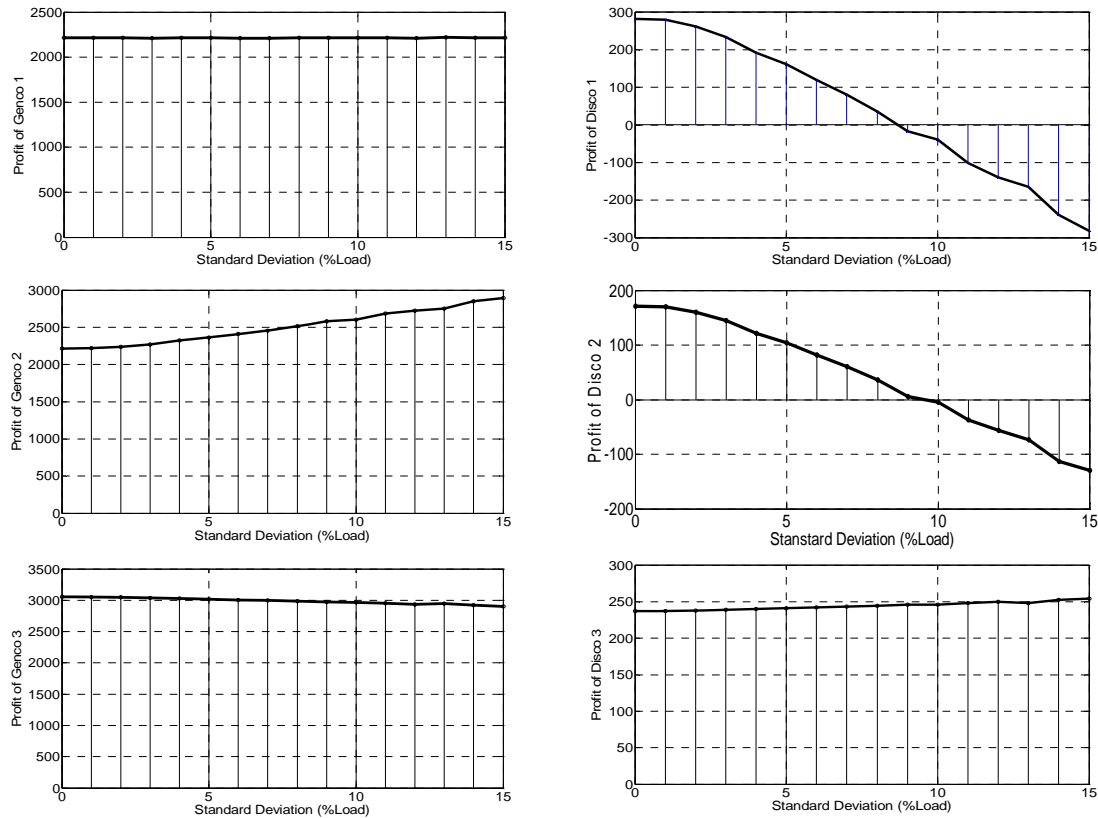 2500
2000
1500
1000
500
0
Profit of Genco 1
0 5 10 15
Standard Deviation (%Load)
300
200
100
0
-100
-200
-300
Profit of Disco 1
0 5 10 15
Standard Deviation (%Load)
3000
2500
2000
1500
1000
500
0
Profit of Genco 2
0 5 10 15
Standard Deviation (%Load)
200
100
0
-100
-200
Profit of Disco 2
0 5 10 15
Stanstard Deviation (%Load)
3500
3000
2500
2000
1500
1000
500
0
Profit of Genco 3
0 5 10 15
Standard Deviation (%Load)
300
250
200
150
100
50
0
Profit of Disco 3
0 5 10 15
Standard Deviation (%Load)